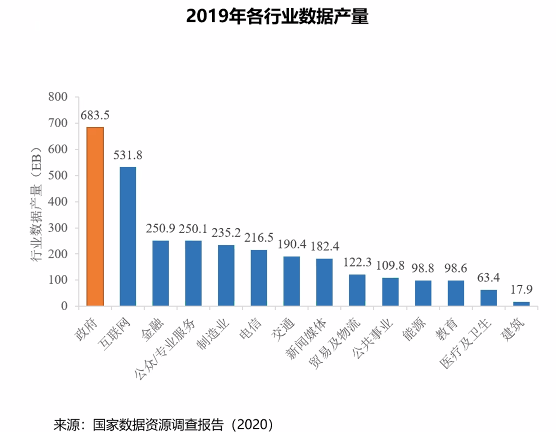 2019年各行业数据产量
行业数据产量（EB）
800
700
600
500
400
300
200
100
0
683.5
531.8
250.9
250.1
235.2
216.5
190.4
182.4
122.3
109.8
98.8
98.6
63.4
17.9
政府
互联网
金融
公众/专业服务
制造业
电信
交通
新闻媒体
贸易及物流
公共事业
能源
教育
医疗及卫生
建筑
来源：国家数据资源调查报告（2020）